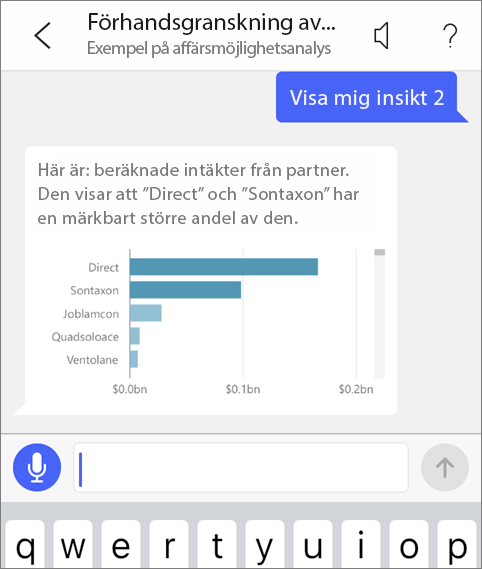 Förhandsgranskning av...
Exempel på affärsmöjlighetsanalys
?
Visa mig insikt 2
Här är: beräknade intäkter från partner.
Den visar att ”Direct” och ”Sontaxon” har
en märkbart större andel av den.
Direct
Sontaxon
Joblamcon
Quadsoloace
Ventolane
$0.0bn $0.1bn $0.2bn
q w e r t y u i o p